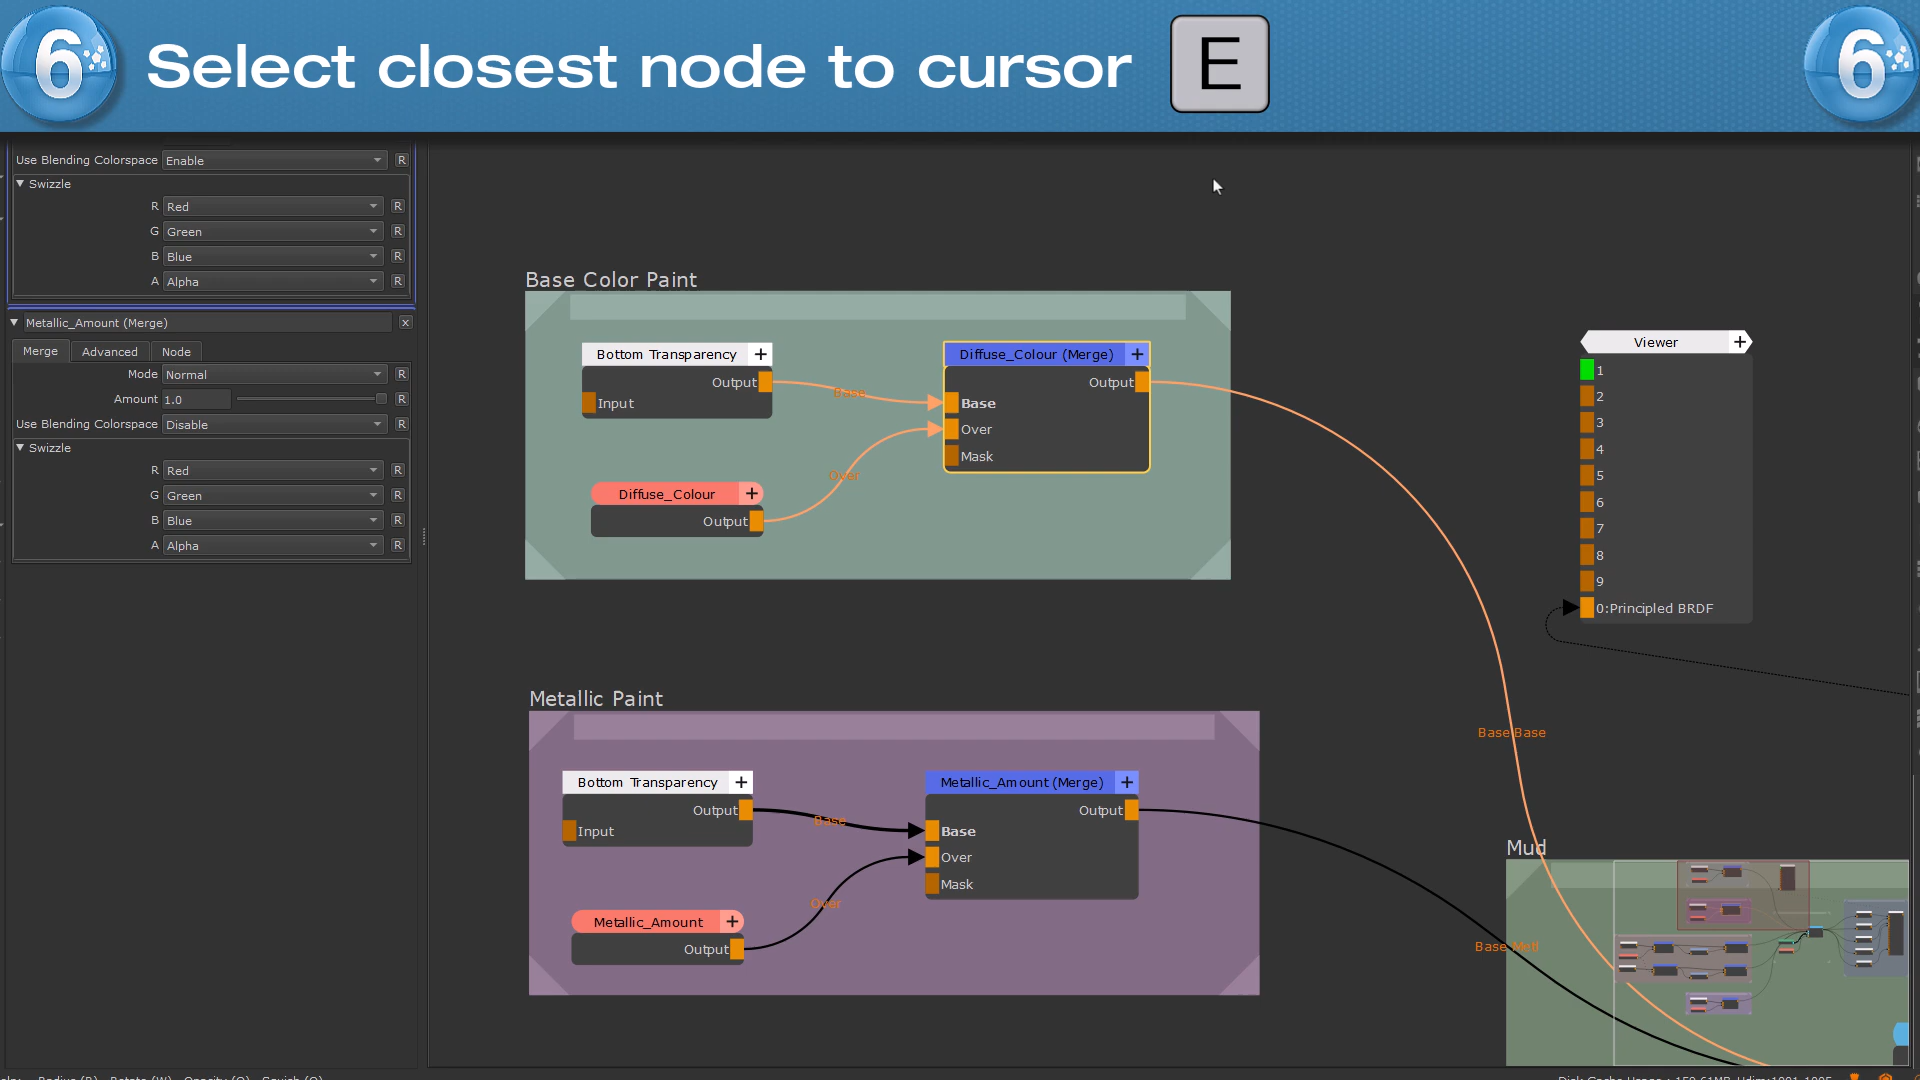 6
Select closest node to cursor
E
6
Use Blending Colorspace Enable R
Swizzle
R Red R
G Green R
B Blue R
A Alpha R
Metallic_Amount (Merge) x
Merge Advanced Node
Mode Normal R
Amount 1.0 R
Use Blending Colorspace Disable R
Swizzle
R Red R
G Green R
B Blue R
A Alpha R
Base Color Paint
Bottom Transparency +
Output
Input
Base
Diffuse_Colour (Merge) +
Output
Base
Over
Mask
Over
Diffuse_Colour +
Output
Viewer +
1
2
3
4
5
6
7
8
9
0:Principled BRDF
Metallic Paint
Bottom Transparency +
Output
Input
Base
Metallic_Amount (Merge) +
Output
Base
Over
Mask
Over
Metallic_Amount +
Output
Base Base
Base
Mud